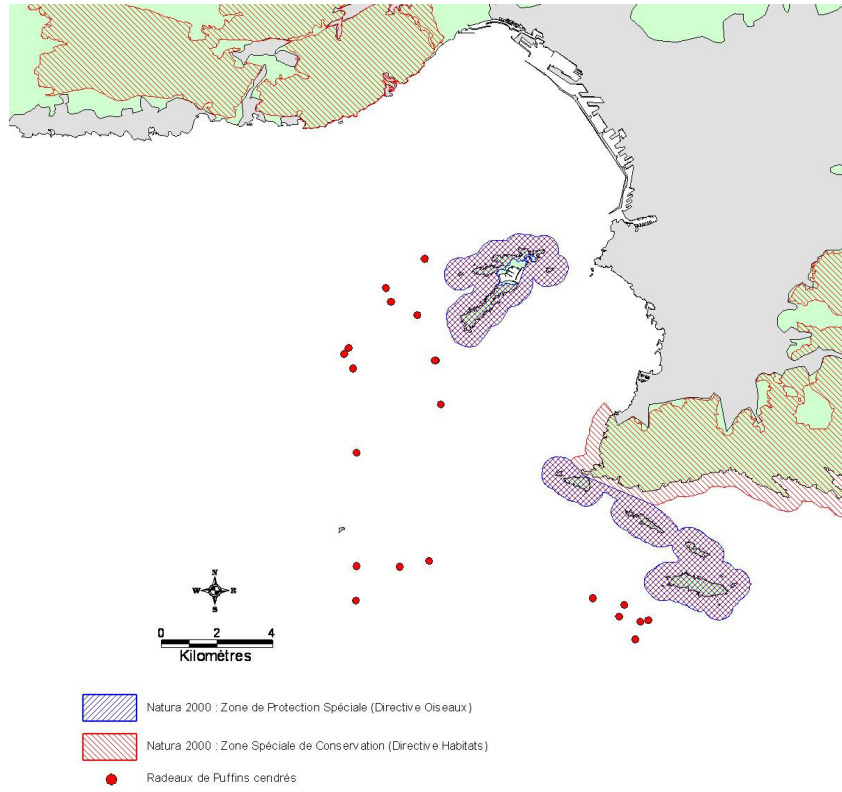 N
W E
S
0 2 4
Kilomètres
Natura 2000 : Zone de Protection Spéciale (Directive Oiseaux)
Natura 2000 : Zone Spéciale de Conservation (Directive Habitats)
Radeaux de Puffins cendrés